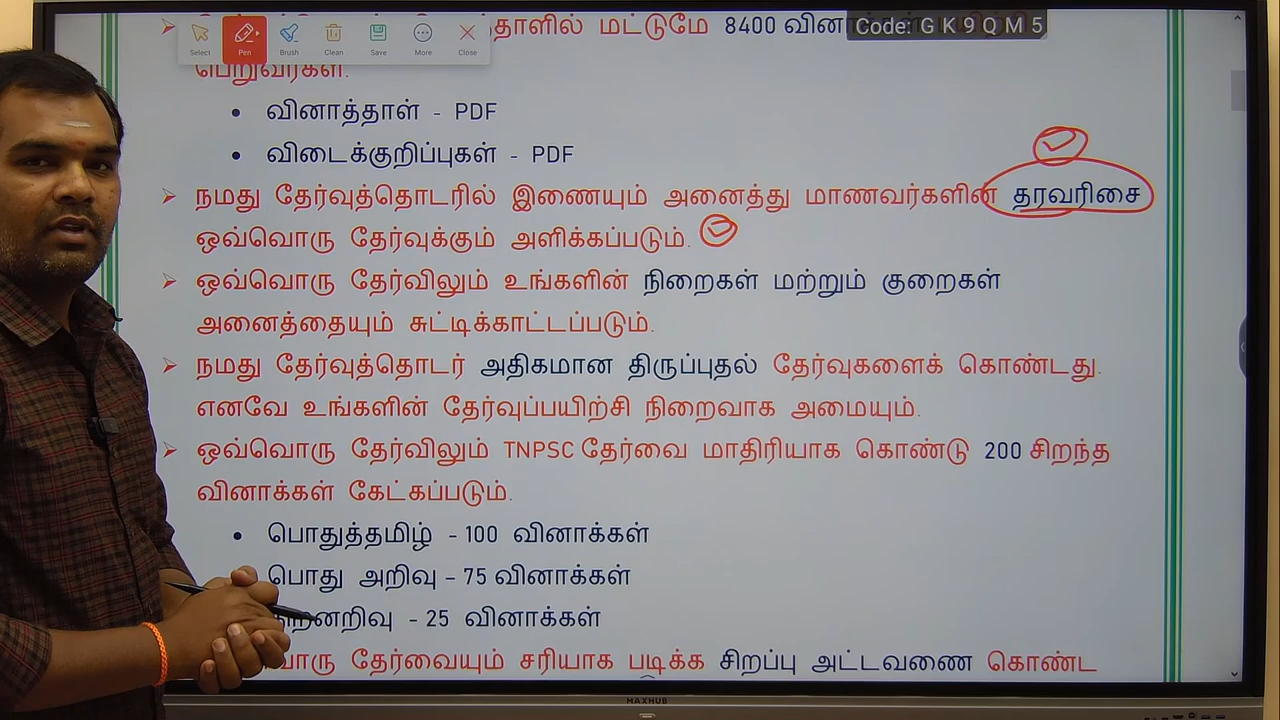 மட்டுமே 8400
Code: G K 9 Q M 5
Select Pen Brush Clean Save More Close
பெறுவர்கள்.
• வினாத்தாள் - PDF
• விடைக்குறிப்புகள் - PDF
➢ நமது தேர்வுத்தொடரில் இணையும் அனைத்து மாணவர்களின் தரவரிசை
ஒவ்வொரு தேர்வுக்கும் அளிக்கப்படும்.
➢ ஒவ்வொரு தேர்விலும் உங்களின் நிறைகள் மற்றும் குறைகள்
அனைத்தையும் சுட்டிக்காட்டப்படும்.
➢ நமது தேர்வுத்தொடர் அதிகமான திருப்புதல் தேர்வுகளைக் கொண்டது.
எனவே உங்களின் தேர்வுப்பயிற்சி நிறைவாக அமையும்.
➢ ஒவ்வொரு தேர்விலும் TNPSC தேர்வை மாதிரியாக கொண்டு 200 சிறந்த
வினாக்கள் கேட்கப்படும்.
• பொதுத்தமிழ் - 100 வினாக்கள்
பொது அறிவு – 75 வினாக்கள்
- 25 வினாக்கள்
தேர்வையும் சரியாக படிக்க சிறப்பு அட்டவணை கொண்ட
MAXHUB